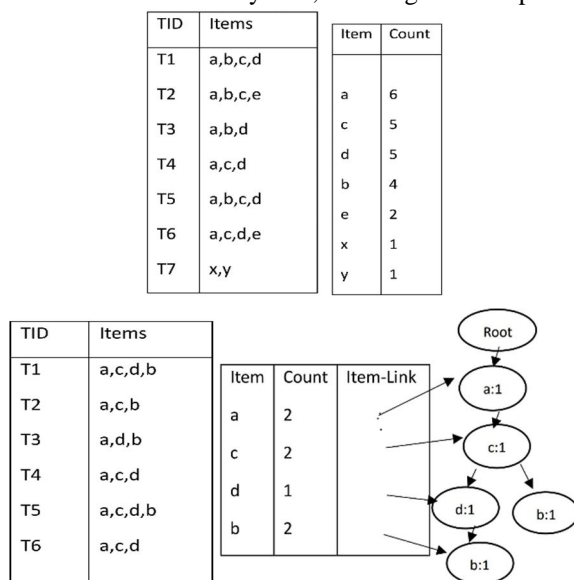 TID Items
T1 a,b,c,d
T2 a,b,c,e
T3 a,b,d
T4 a,c,d
T5 a,b,c,d
T6 a,c,d,e
T7 x,y
Item Count
a 6
c 5
d 5
b 4
e 2
x 1
y 1
TID Items
T1 a,c,d,b
T2 a,c,b
T3 a,d,b
T4 a,c,d
T5 a,c,d,b
T6 a,c,d
Item Count Item-Link
a 2
c 2
d 1
b 2
Root
a:1
c:1
d:1 b:1
b:1